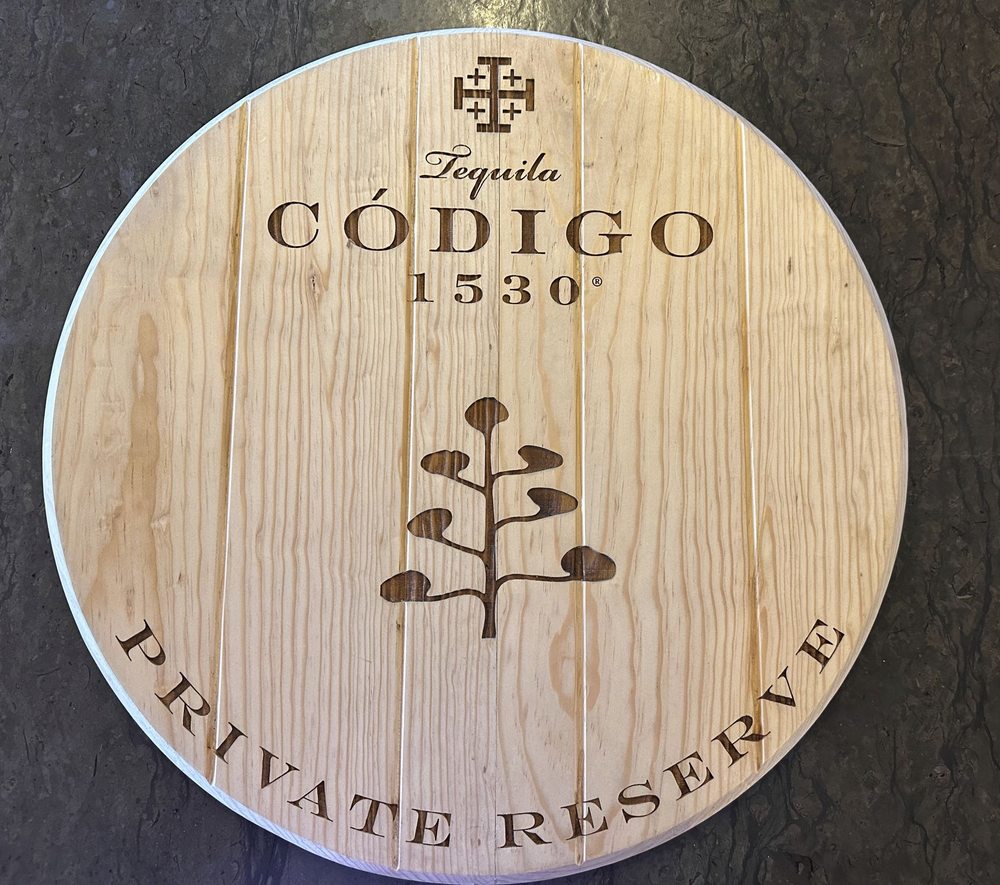 Tequila
CÓDIGO
1530®
PRIVATE RESERVE